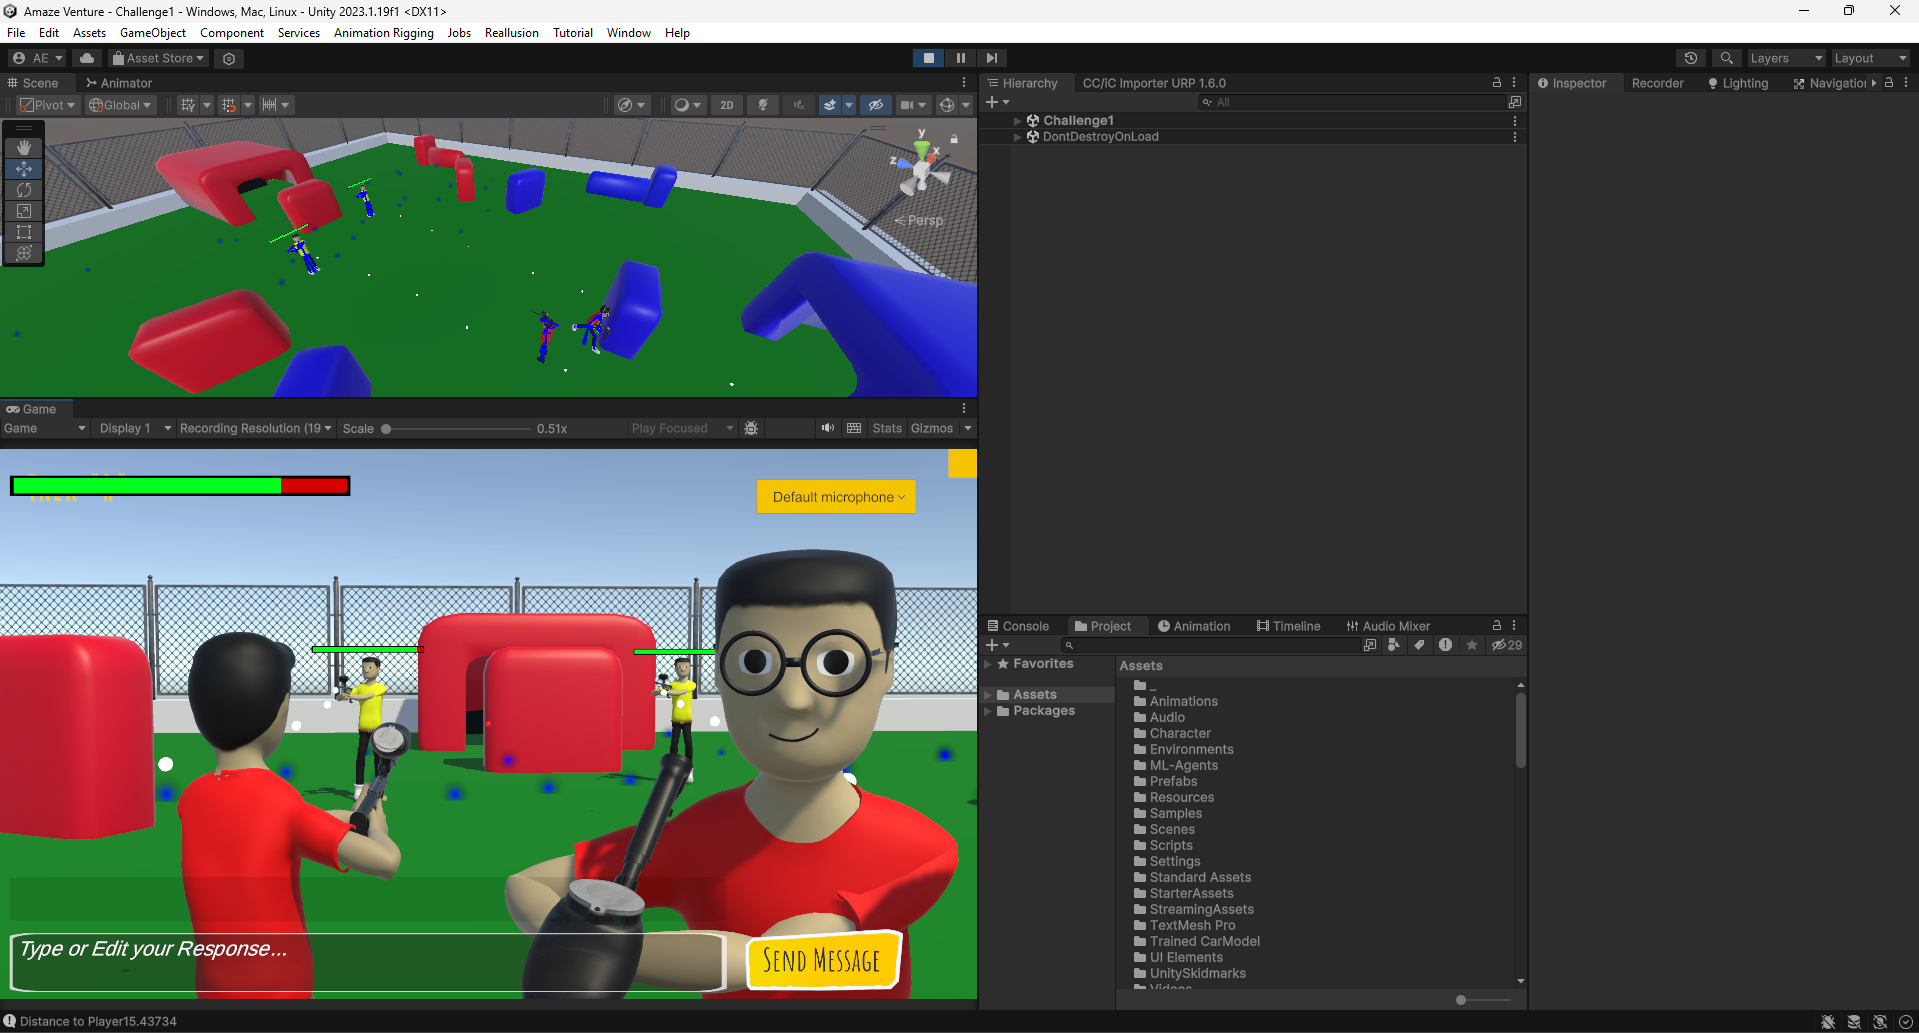 Amaze Venture - Challenge1 - Windows, Mac, Linux - Unity 2023.1.19f1 <DX11>
File Edit Assets GameObject Component Services Animation Rigging Jobs Reallusion Tutorial Window Help
AE Asset Store Layers Layout
Scene Animator
Pivot Global 2D
y
x
z
Persp
Game
Game Display 1 Recording Resolution (19 Scale 0.51x Play Focused Stats Gizmos
Default microphone
Type or Edit your Response...
SEND MESSAGE
Hierarchy CC/iC Importer URP 1.6.0
All
Challenge1
DontDestroyOnLoad
Console Project Animation Timeline Audio Mixer
29
Favorites
Assets
Packages
Assets
_
Animations
Audio
Character
Environments
ML-Agents
Prefabs
Resources
Samples
Scenes
Scripts
Settings
Standard Assets
StarterAssets
StreamingAssets
TextMesh Pro
Trained CarModel
UI Elements
UnitySkidmarks
Videos
Inspector Recorder Lighting Navigation
Distance to Player15.43734